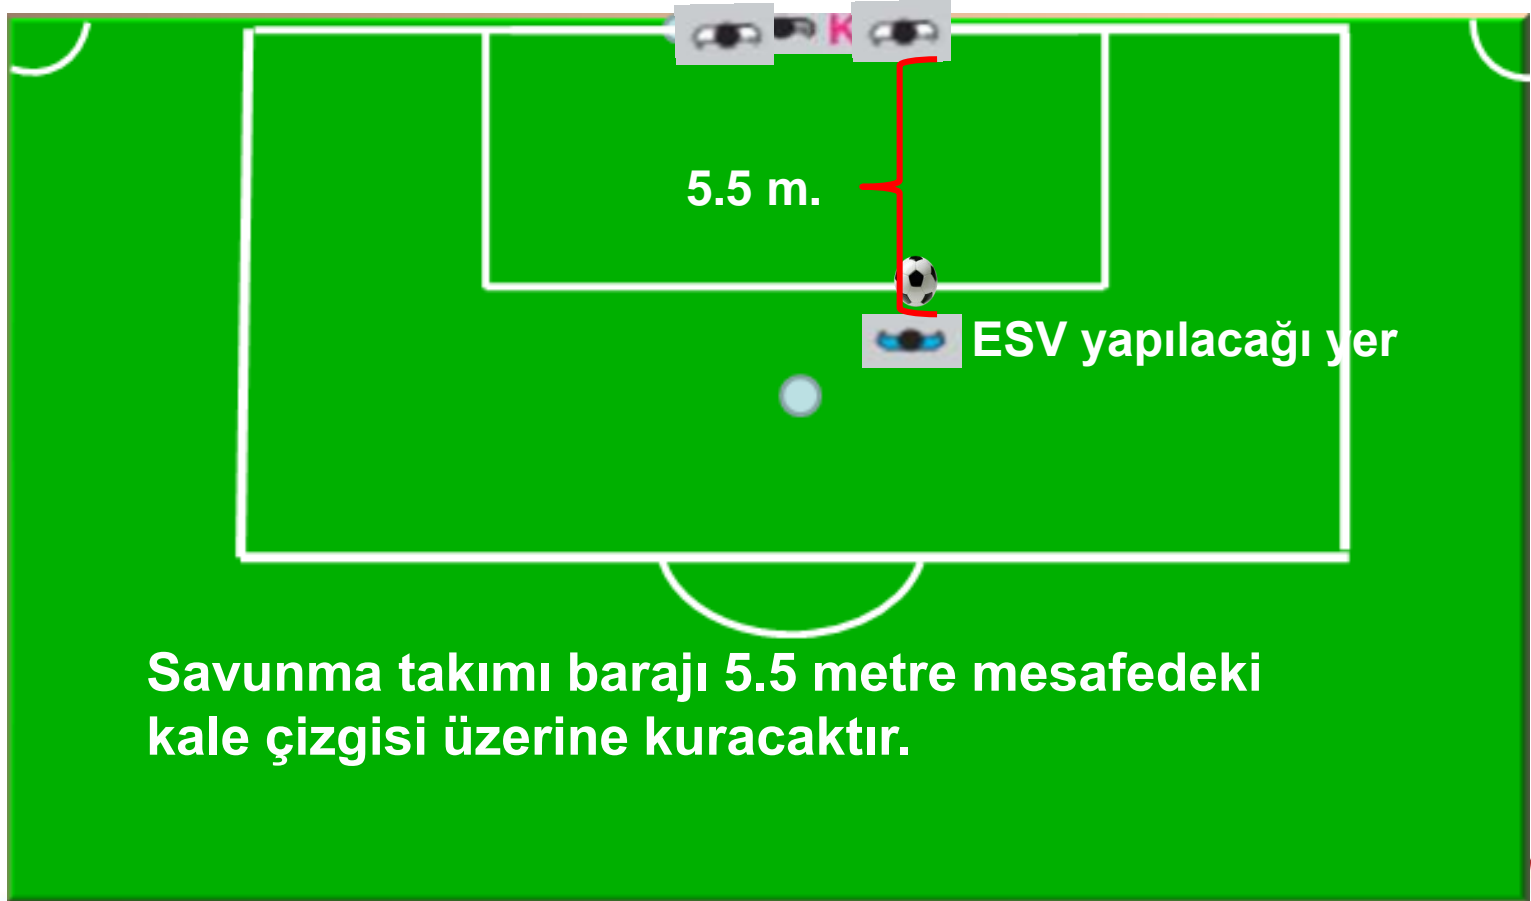 K
5.5 m.
ESV yapılacağı yer
Savunma takımı barajı 5.5 metre mesafedeki
kale çizgisi üzerine kuracaktır.